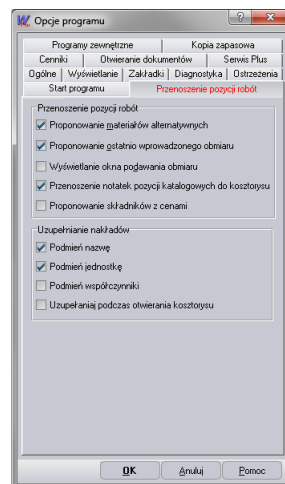 Opcje programu
Programy zewnętrzne Kopia zapasowa
Cenniki Otwieranie dokumentów Serwis Plus
Ogólne Wyświetlanie Zakładki Diagnostyka Ostrzeżenia
Start programu Przenoszenie pozycji robót
Przenoszenie pozycji robót
Proponowanie materiałów alternatywnych
Proponowanie ostatnio wprowadzonego obmiaru
Wyświetlanie okna podawania obmiaru
Przenoszenie notatek pozycji katalogowych do kosztorysu
Proponowanie składników z cenami
Uzupełnianie nakładów
Podmień nazwę
Podmień jednostkę
Podmień współczynniki
Uzupełaniaj podczas otwierania kosztorysu
OK Anuluj Pomoc